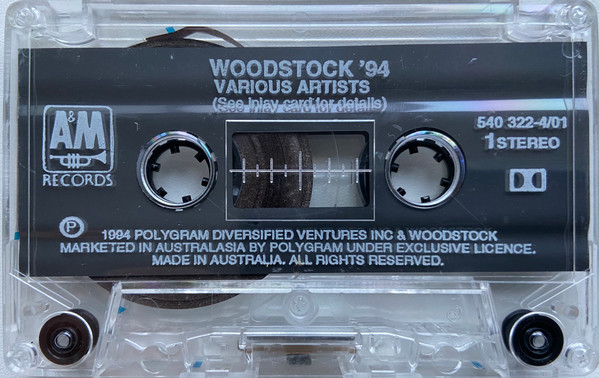 WOODSTOCK '94
VARIOUS ARTISTS
(See inlay card for details)
A&M
RECORDS
540 322-4/01
1 STEREO
P
1994 POLYGRAM DIVERSIFIED VENTURES INC & WOODSTOCK
MARKETED IN AUSTRALASIA BY POLYGRAM UNDER EXCLUSIVE LICENCE.
MADE IN AUSTRALIA. ALL RIGHTS RESERVED.